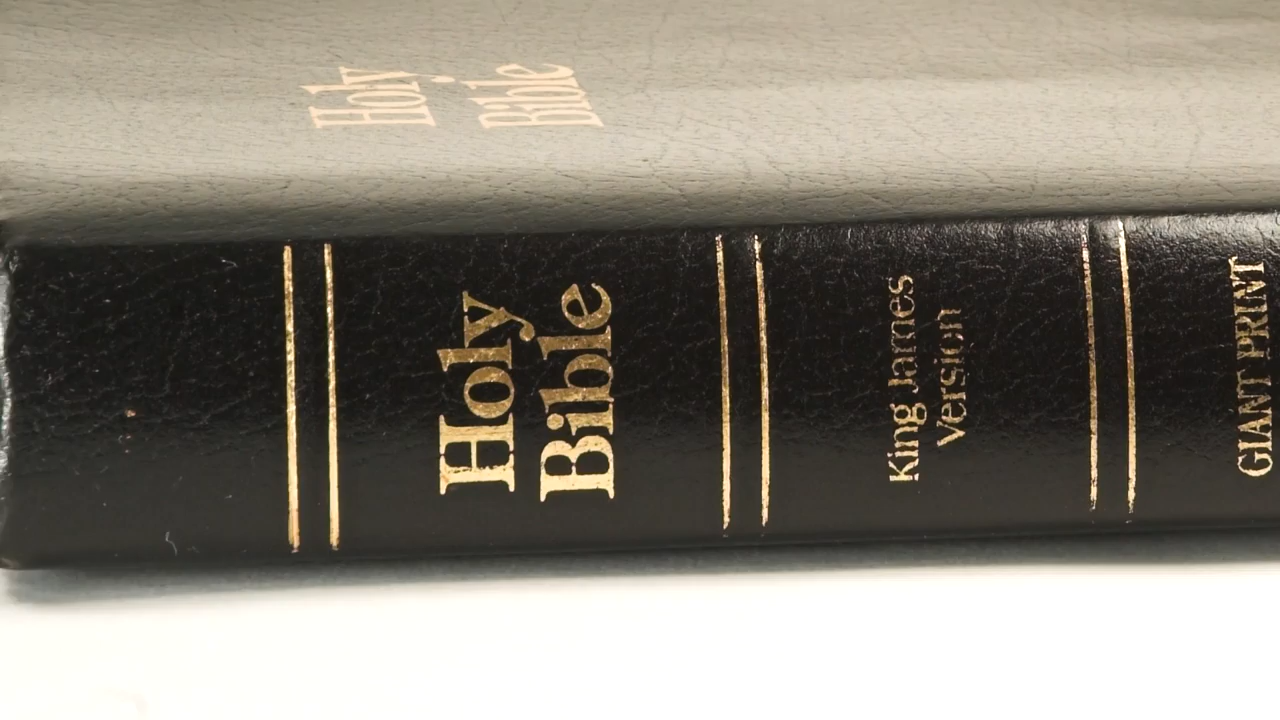 Holy
Bible
Holy
Bible
King James
Version
GIANT PRINT